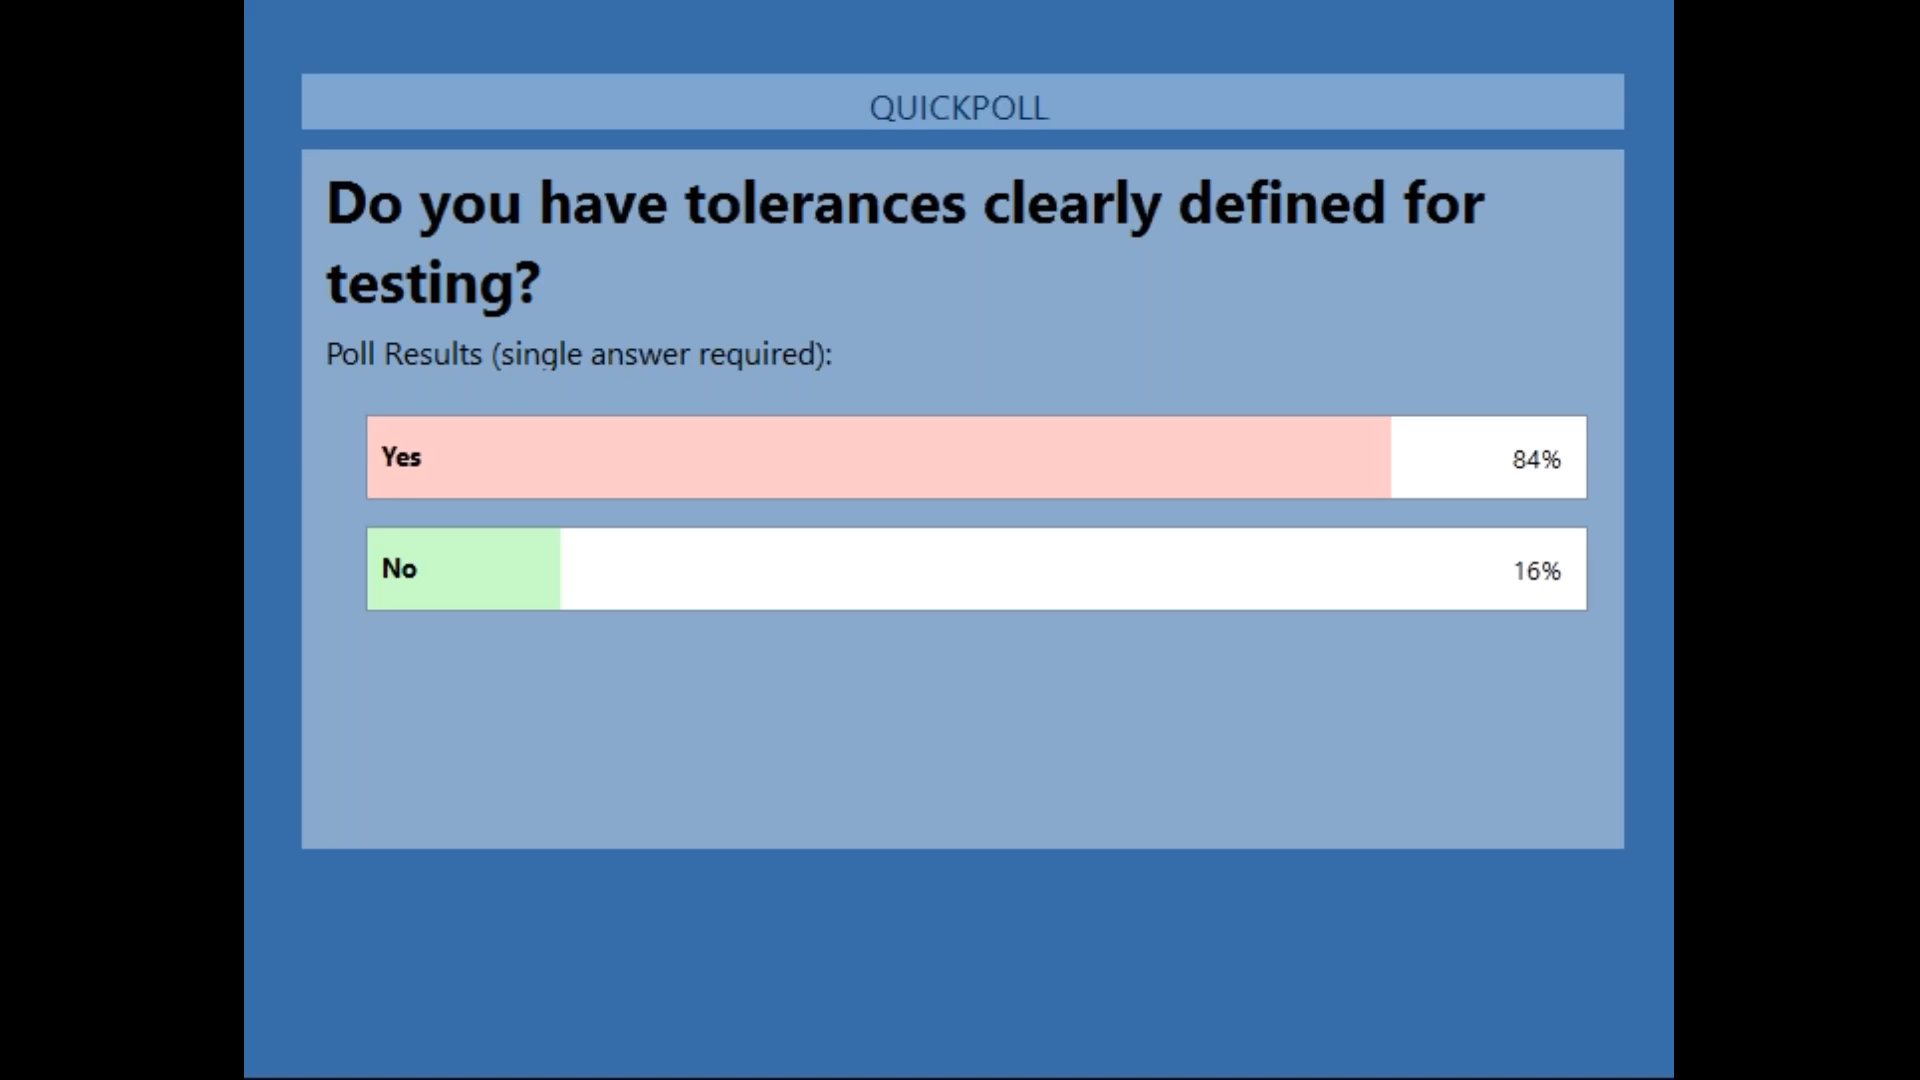 QUICKPOLL
Do you have tolerances clearly defined for
testing?
Poll Results (single answer required):
Yes 84%
No 16%